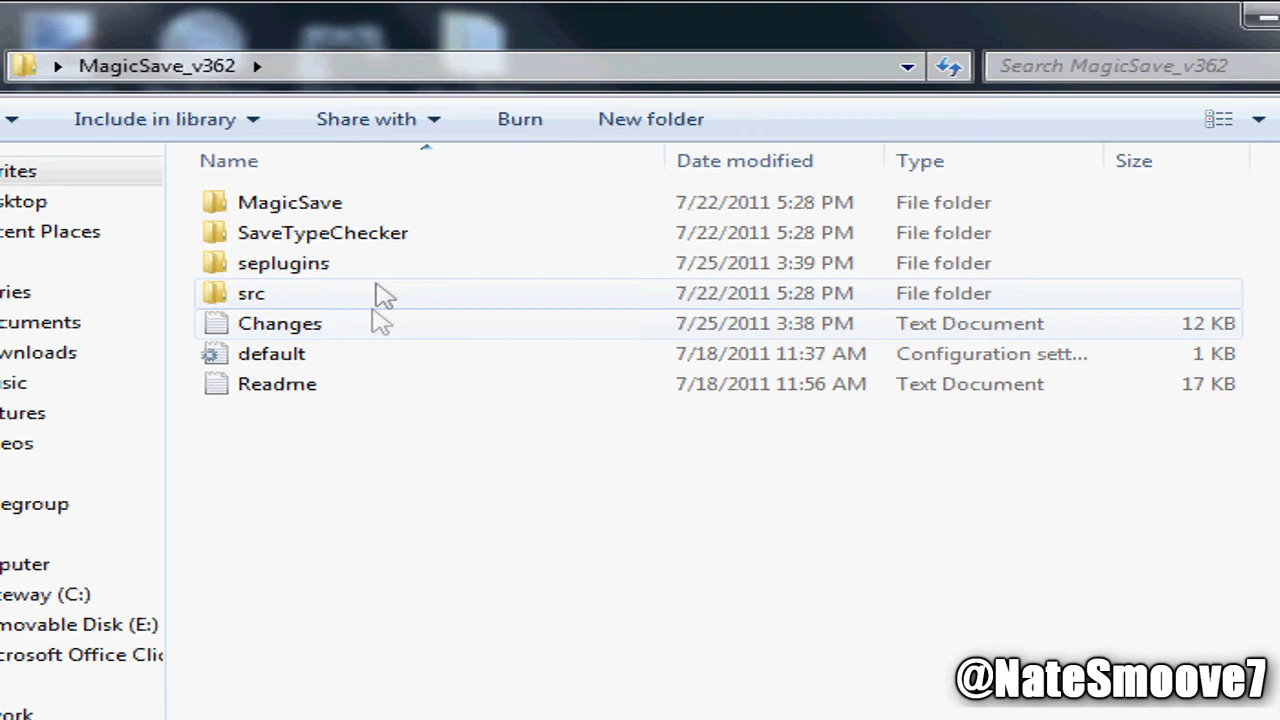 MagicSave_v362
Search MagicSave_v362
Include in library Share with Burn New folder
Name Date modified Type Size
rites
sktop
cent Places
ries
cuments
wnloads
sic
tures
eos
egroup
puter
teway (C:)
movable Disk (E:)
crosoft Office Clic
work
MagicSave 7/22/2011 5:28 PM File folder
SaveTypeChecker 7/22/2011 5:28 PM File folder
seplugins 7/25/2011 3:39 PM File folder
src 7/22/2011 5:28 PM File folder
Changes 7/25/2011 3:38 PM Text Document 12 KB
default 7/18/2011 11:37 AM Configuration sett... 1 KB
Readme 7/18/2011 11:56 AM Text Document 17 KB
@NateSmoove7